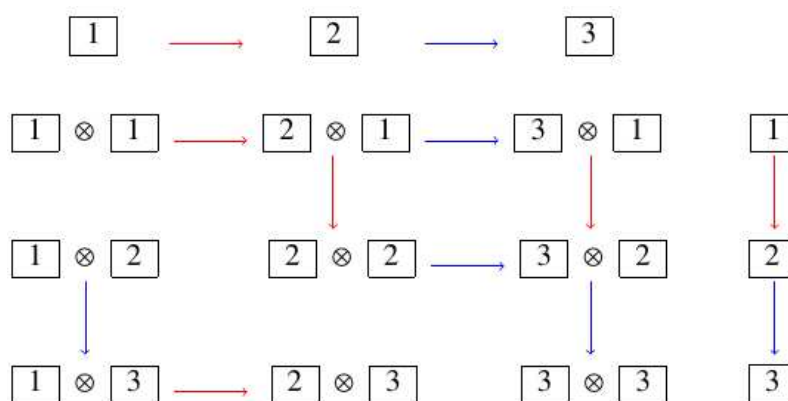 1 2 3
1 ⊗ 1 2 ⊗ 1 3 ⊗ 1 1
1 ⊗ 2 2 ⊗ 2 3 ⊗ 2 2
1 ⊗ 3 2 ⊗ 3 3 ⊗ 3 3